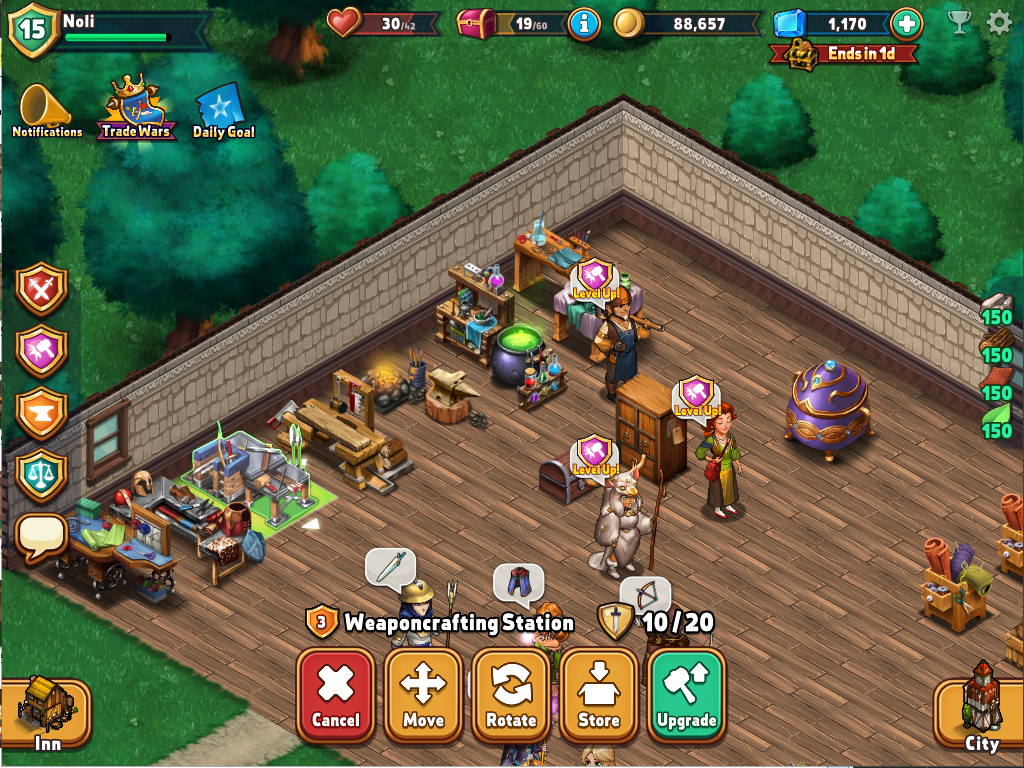 15
Noli
30/42
19/60
88,657
1,170
Ends in 1d
Notifications
Trade Wars
Daily Goal
Level Up!
150
150
Level Up!
150
150
Level Up!
3
Weaponcrafting Station
10/20
Cancel
Move
Rotate
Store
Upgrade
Inn
City